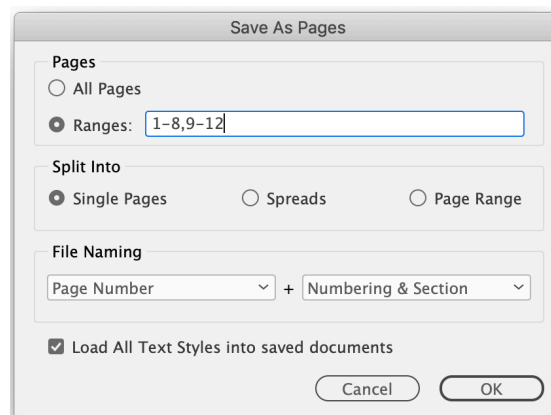 Save As Pages
Pages
All Pages
Ranges: 1-8,9-12
Split Into
Single Pages Spreads Page Range
File Naming
Page Number + Numbering & Section
Load All Text Styles into saved documents
Cancel OK